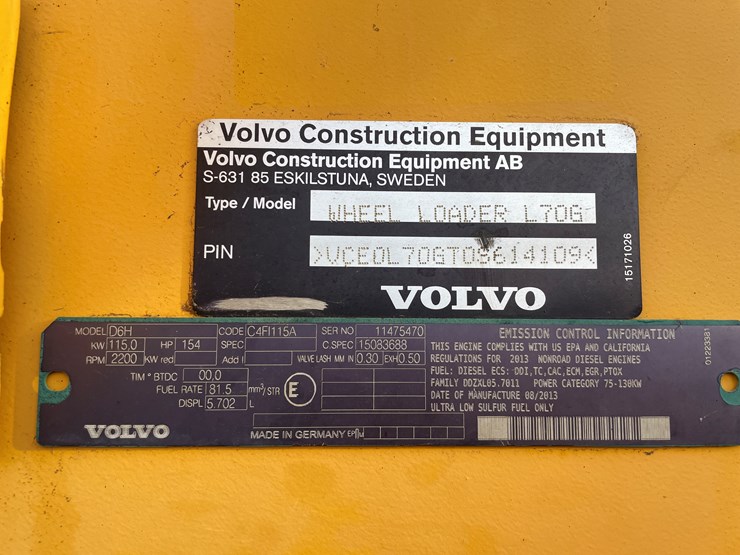 Volvo Construction Equipment
Volvo Construction Equipment AB
S-631 85 ESKILSTUNA, SWEDEN
Type / Model WHEEL LOADER L70G
PIN
VOLVO
15171026
MODEL D6H CODE C4FI115A SER NO 11475470
KW 115,0 HP 154 SPEC C.SPEC 15083688
RPM 2200 KW red Add I VALVE LASH MM IN 0.30 EXH 0.50
TIM ° BTDC 00.0
FUEL RATE 81.5 mm³/STR E
DISPL 5.702 L
VOLVO
MADE IN GERMANY
EMISSION CONTROL INFORMATION
THIS ENGINE COMPLIES WITH US EPA AND CALIFORNIA
REGULATIONS FOR 2013 NONROAD DIESEL ENGINES
FUEL: DIESEL ECS: DDI,TC,CAC,ECM,EGR,PTOX
FAMILY DDZXL05.7011 POWER CATEGORY 75-130KW
DATE OF MANUFACTURE 08/2013
ULTRA LOW SULFUR FUEL ONLY
01223381